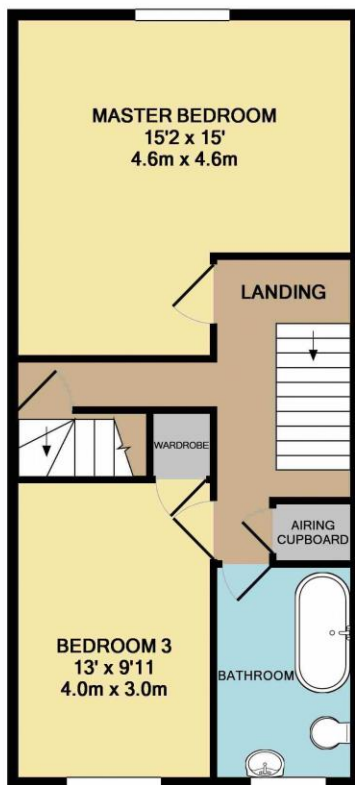 MASTER BEDROOM
15'2 x 15'
4.6m x 4.6m
LANDING
WARDROBE
AIRING
CUPBOARD
BEDROOM 3
13' x 9'11
4.0m x 3.0m
BATHROOM